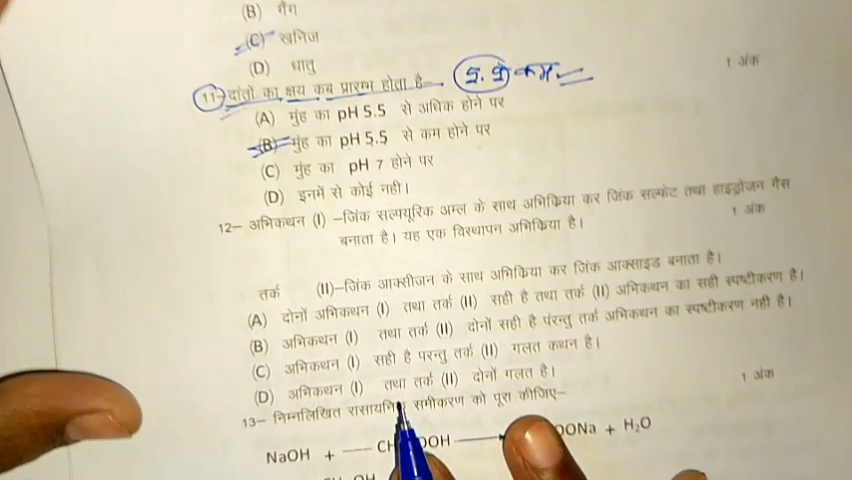 (B) गैंग
(C) खनिज
(D) धातु
1 अंक
11- दांतों का क्षय कब प्रारम्भ होता है- 5.5 से कम
(A) मुंह का pH 5.5 से अधिक होने पर
(B) मुंह का pH 5.5 से कम होने पर
(C) मुंह का pH 7 होने पर
(D) इनमें से कोई नही।
12- अभिकथन (I) -जिंक सल्फ्यूरिक अम्ल के साथ अभिक्रिया कर जिंक सल्फेट तथा हाइड्रोजन गैस
बनाता है। यह एक विस्थापन अभिक्रिया है।
1 अंक
तर्क (II)-जिंक आक्सीजन के साथ अभिक्रिया कर जिंक आक्साइड बनाता है।
(A) दोनों अभिकथन (I) तथा तर्क (II) सही है तथा तर्क (II) अभिकथन का सही स्पष्टीकरण है।
(B) अभिकथन (I) तथा तर्क (II) दोनों सही है परंन्तु तर्क अभिकथन का स्पष्टीकरण नही है।
(C) अभिकथन (I) सही है परन्तु तर्क (II) गलत कथन है।
(D) अभिकथन (I) तथा तर्क (II) दोनों गलत है।
13- निम्नलिखित रासायनिक समीकरण को पूरा कीजिए-
1 अंक
NaOH + ----- CH OOH -----> OONa + H₂O